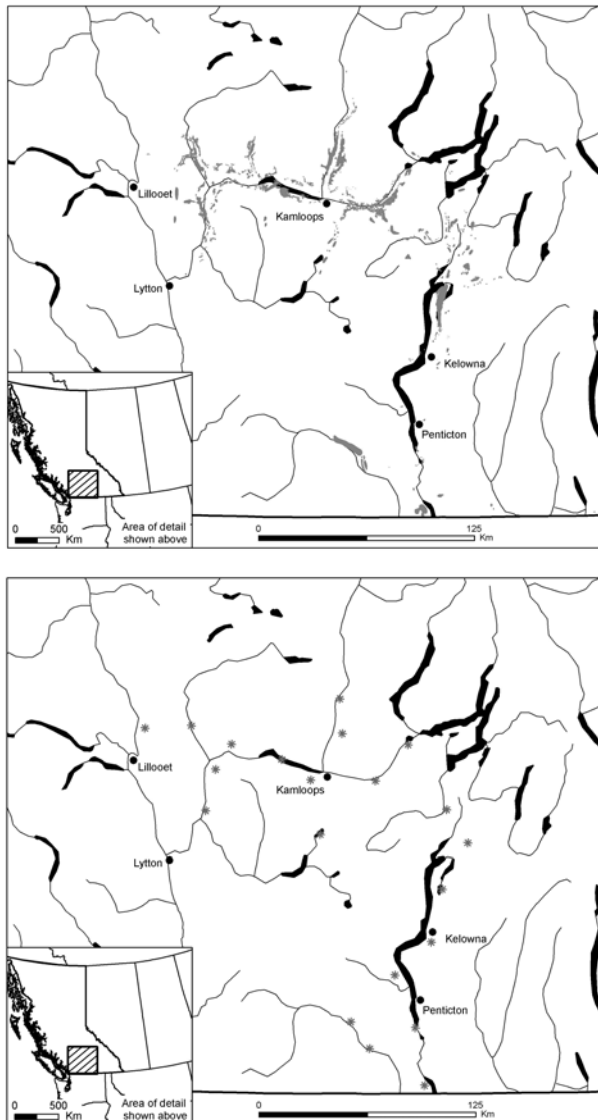 Lillooet
Kamloops
Lytton
Kelowna
Penticton
0 500
Km
Area of detail
shown above
0 125
Km
Lillooet
Kamloops
Lytton
Kelowna
Penticton
0 500
Km
Area of detail
shown above
0 125
Km